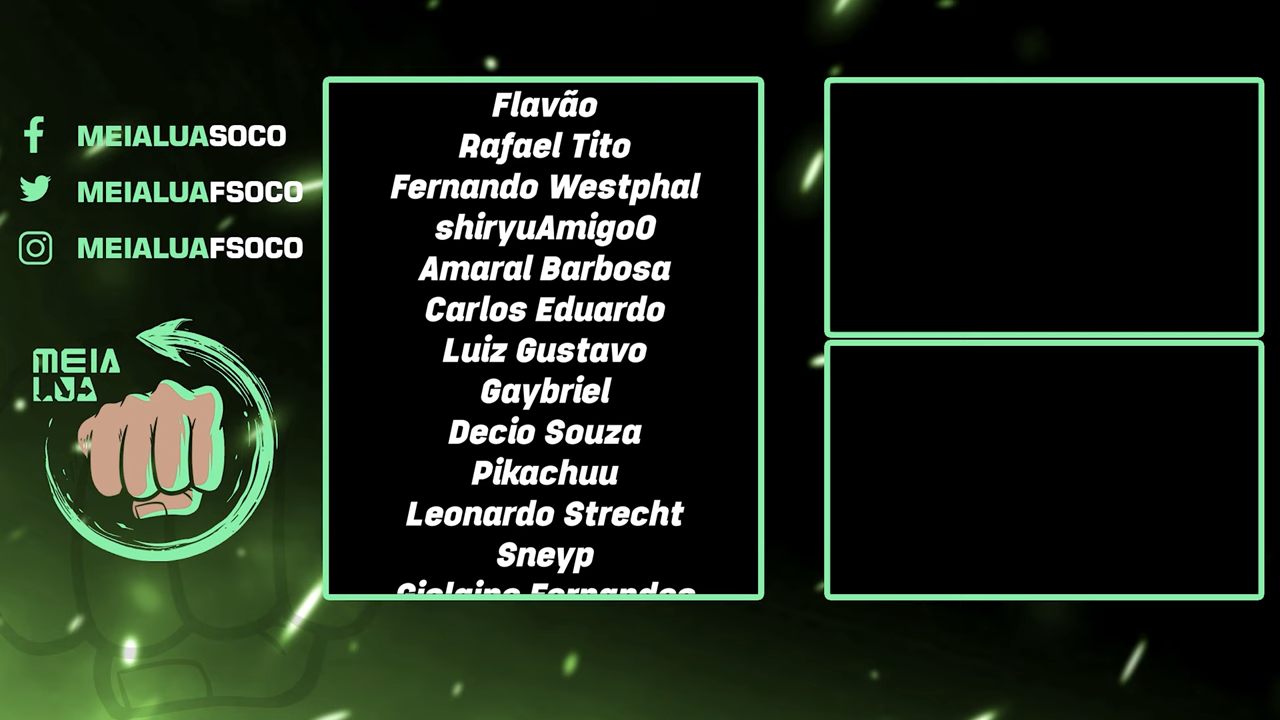 MEIALUASOCO
MEIALUAFSOCO
MEIALUAFSOCO
MEIA
LUA
Flavão
Rafael Tito
Fernando Westphal
shiryuAmigo0
Amaral Barbosa
Carlos Eduardo
Luiz Gustavo
Gaybriel
Decio Souza
Pikachuu
Leonardo Strecht
Sneyp
Fernandes